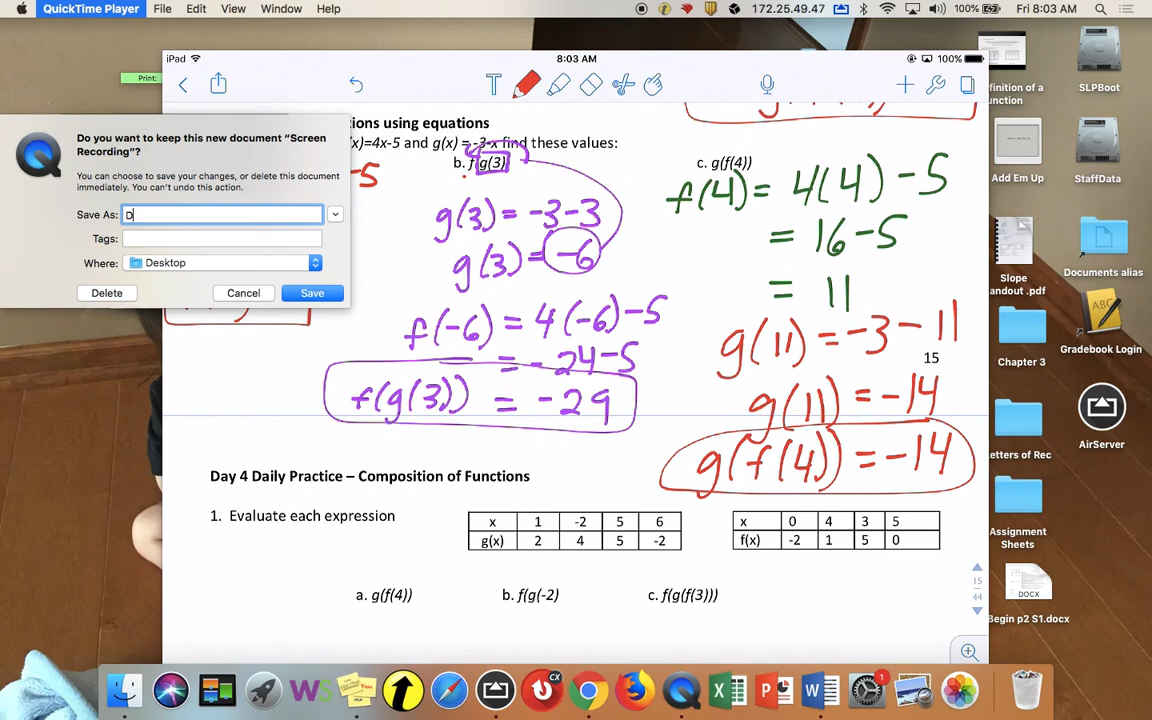 QuickTime Player File Edit View Window Help 172.25.49.47 100% Fri 8:03 AM
iPad 8:03 AM 100%
Print:
Do you want to keep this new document “Screen
Recording”?
You can choose to save your changes, or delete this document
immediately. You can’t undo this action.
Save As: D
Tags:
Where: Desktop
Delete Cancel Save
ions using equations
(x)=4x-5 and g(x) = -3-x find these values:
-5
b. f(g(3))
g(3) = -3-3
g(3) = -6
f(-6) = 4(-6)-5
= -24-5
f(g(3)) = -29
c. g(f(4))
f(4) = 4(4) -5
= 16-5
= 11
g(11) = -3 - 11
15
g(11) = -14
g(f(4)) = -14
Day 4 Daily Practice – Composition of Functions
1. Evaluate each expression
x 1 -2 5 6
g(x) 2 4 5 -2
x 0 4 3 5
f(x) -2 1 5 0
a. g(f(4)) b. f(g(-2) c. f(g(f(3)))
15
44
efinition of a
function
SLPBoot
Add Em Up
StaffData
Slope
andout .pdf
Documents alias
ABC
Chapter 3
Gradebook Login
Letters of Rec
AirServer
Assignment
Sheets
DOCX
Begin p2 S1.docx
WS
X P W
1